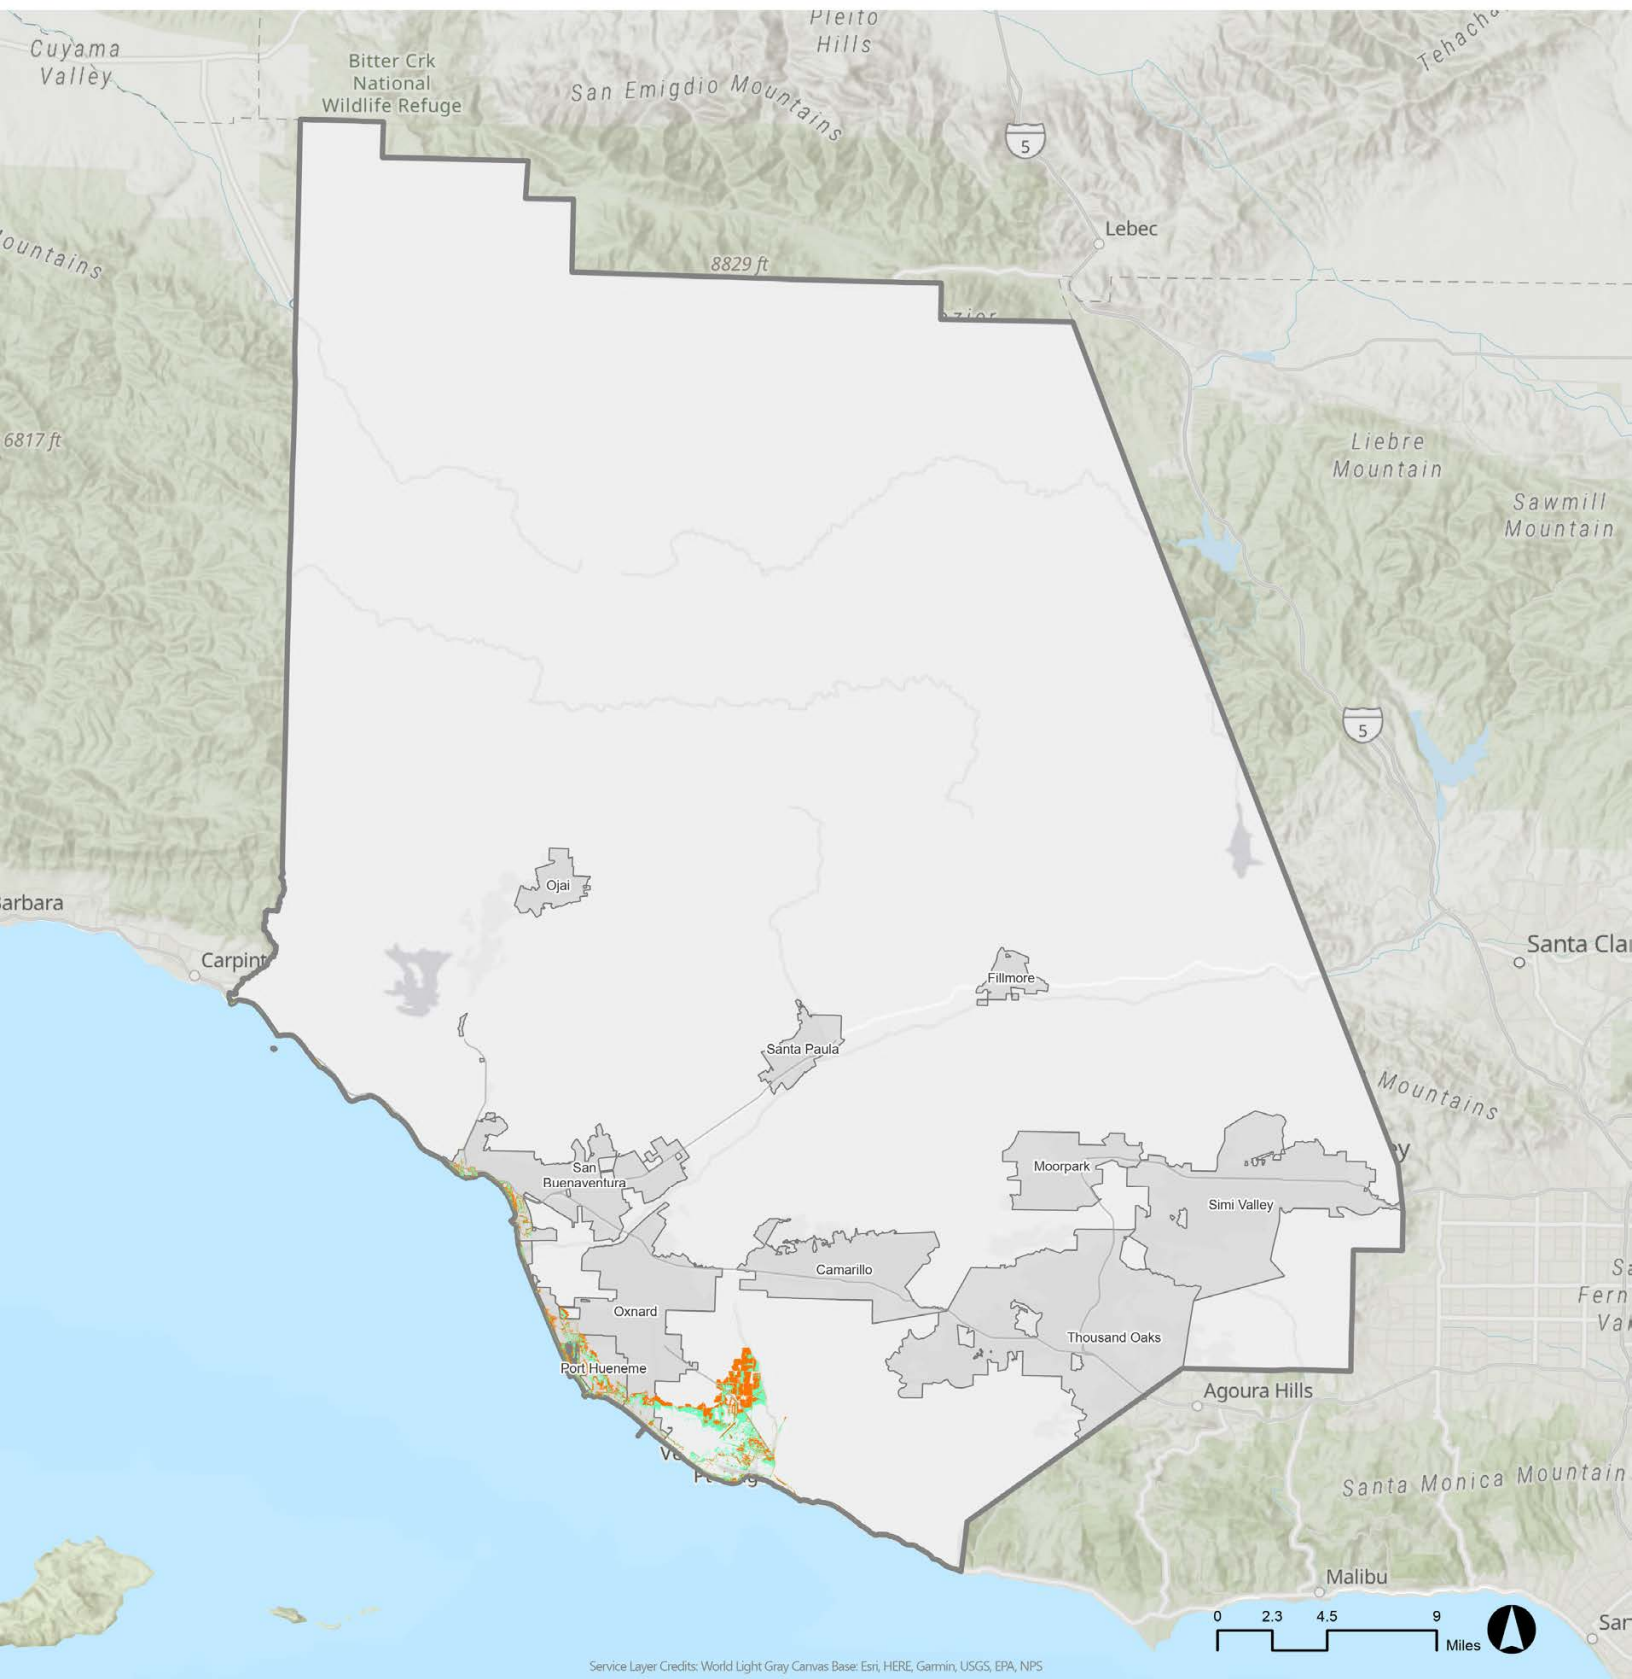 Pleito
Hills
Cuyama
Valley
Bitter Crk
National
Wildlife Refuge
San Emigdio Mountains
5
Lebec
8829 ft
6817 ft
Liebre
Mountain
Sawmill
Mountain
5
Ojai
Carpint
Santa Cla
Fillmore
Santa Paula
Mountains
San
Buenaventura
Moorpark
Simi Valley
Camarillo
Oxnard
Thousand Oaks
Port Hueneme
Agoura Hills
Santa Monica Mountain
Malibu
0 2.3 4.5 9
Miles
Service Layer Credits: World Light Gray Canvas Base: Esri, HERE, Garmin, USGS, EPA, NPS